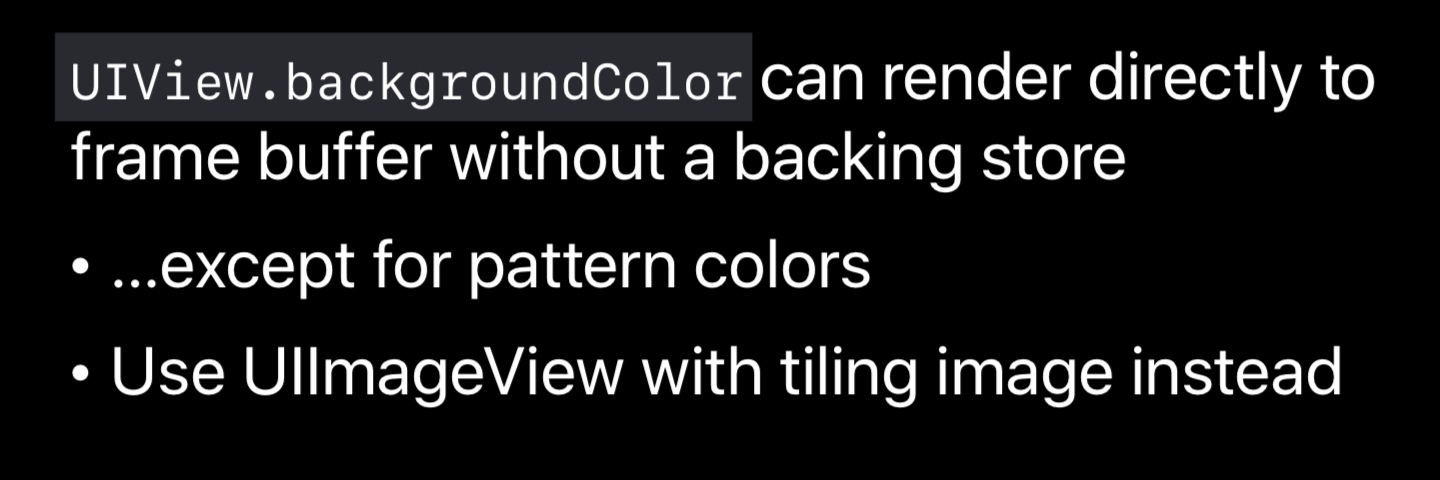 UIView.backgroundColor can render directly to
frame buffer without a backing store
• ...except for pattern colors
• Use UIImageView with tiling image instead